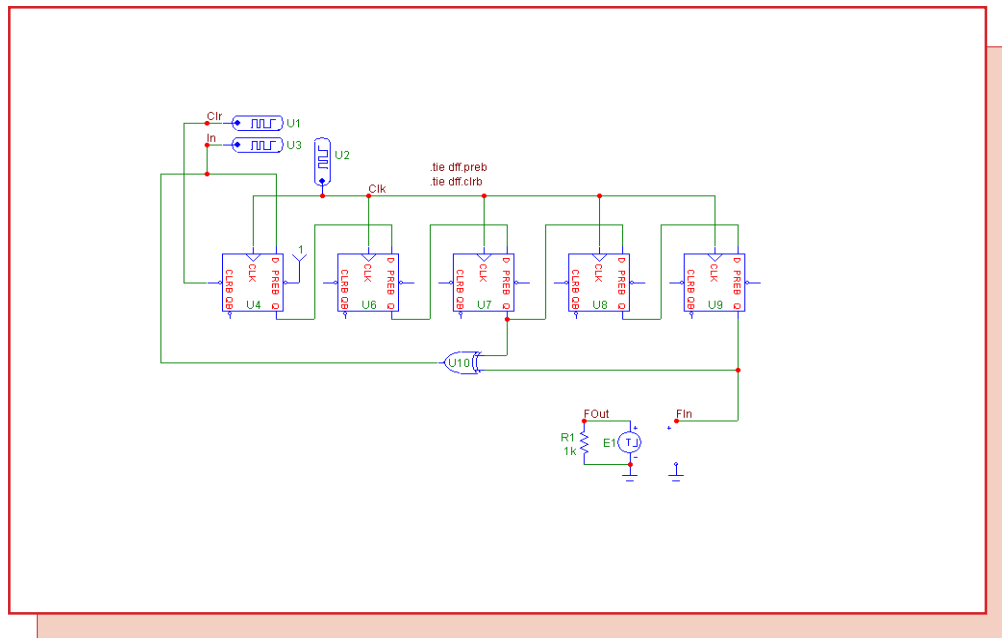 Clr
U1
In
U3
U2
.tie dff.preb
.tie dff.clrb
Clk
1
CLRB
CLK
D
PREB
QB
U4
Q
CLRB
CLK
D
PREB
QB
U6
Q
CLRB
CLK
D
PREB
QB
U7
Q
CLRB
CLK
D
PREB
QB
U8
Q
CLRB
CLK
D
PREB
QB
U9
Q
U10
FOut
FIn
R1
1k
E1
+
-
+